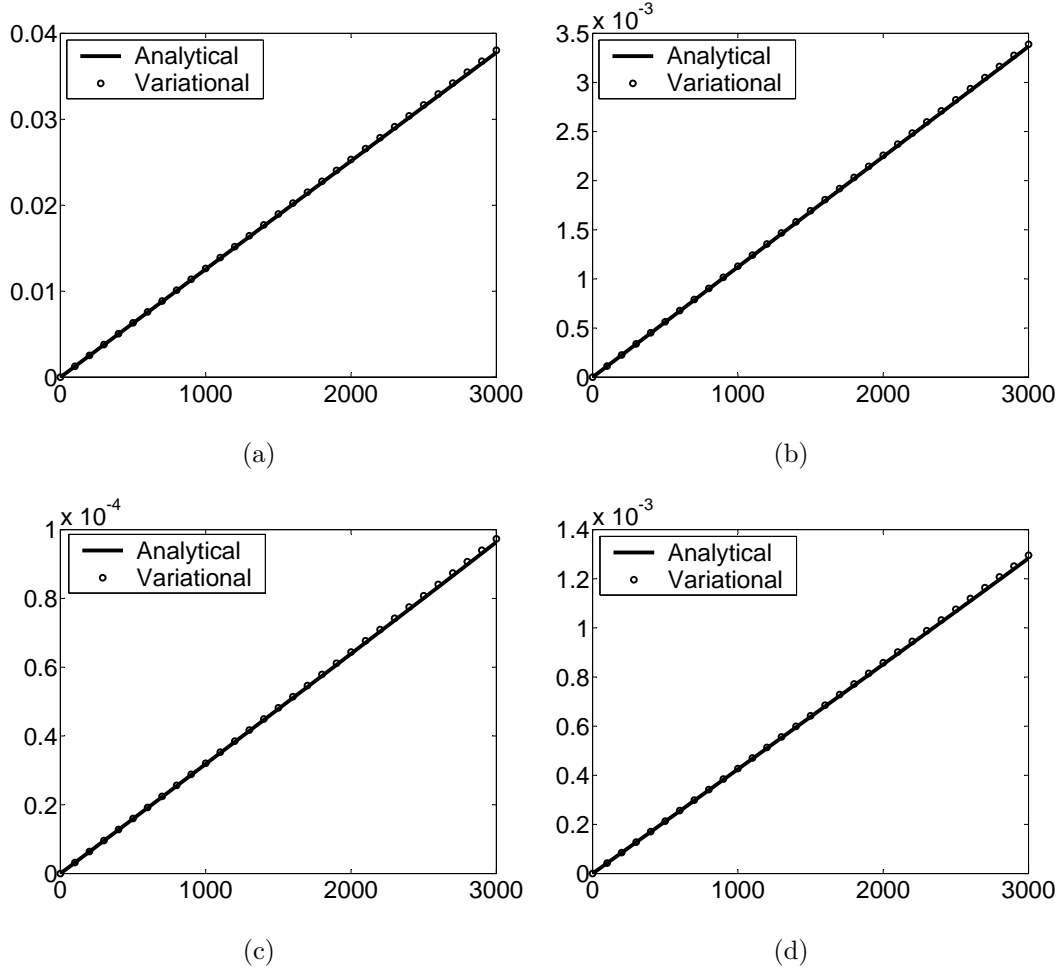 0.04
0.03
0.02
0.01
0
0
1000
2000
3000
Analytical
Variational
(a)
x 10-3
3.5
3
2.5
2
1.5
1
0.5
0
0
1000
2000
3000
Analytical
Variational
(b)
x 10-4
1
0.8
0.6
0.4
0.2
0
0
1000
2000
3000
Analytical
Variational
(c)
x 10-3
1.4
1.2
1
0.8
0.6
0.4
0.2
0
0
1000
2000
3000
Analytical
Variational
(d)